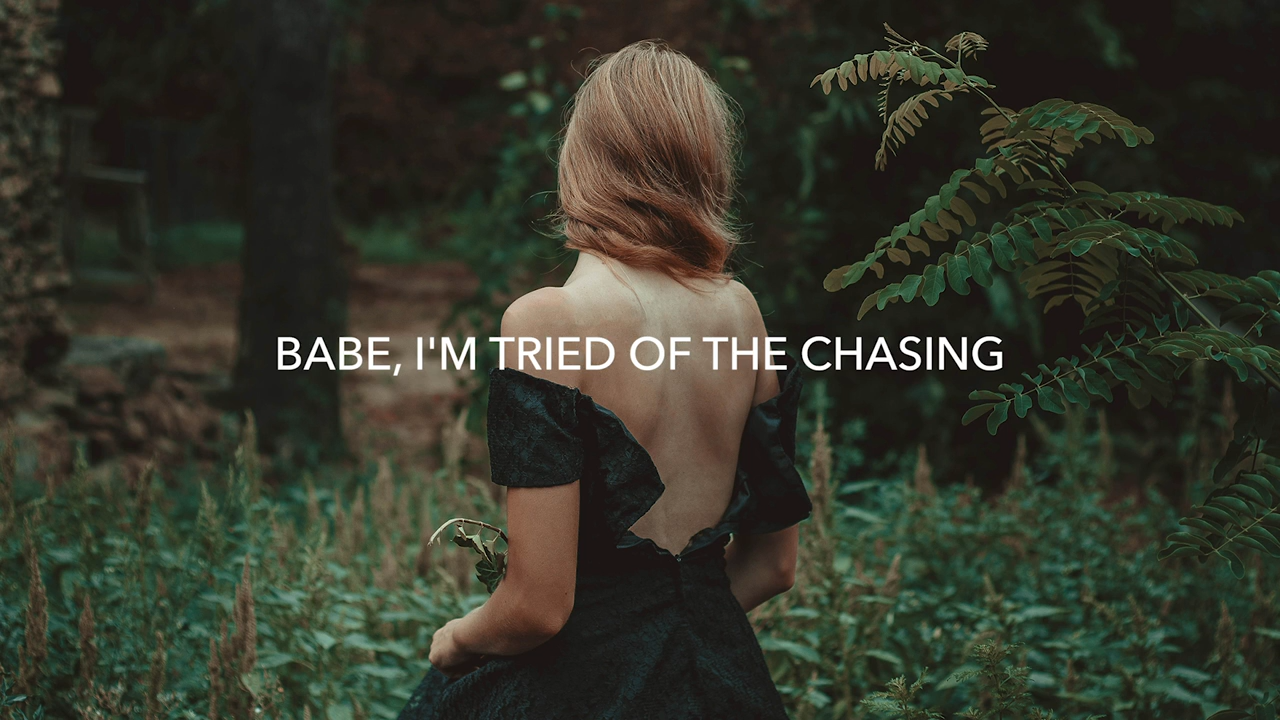 BABE, I'M TRIED OF THE CHASING